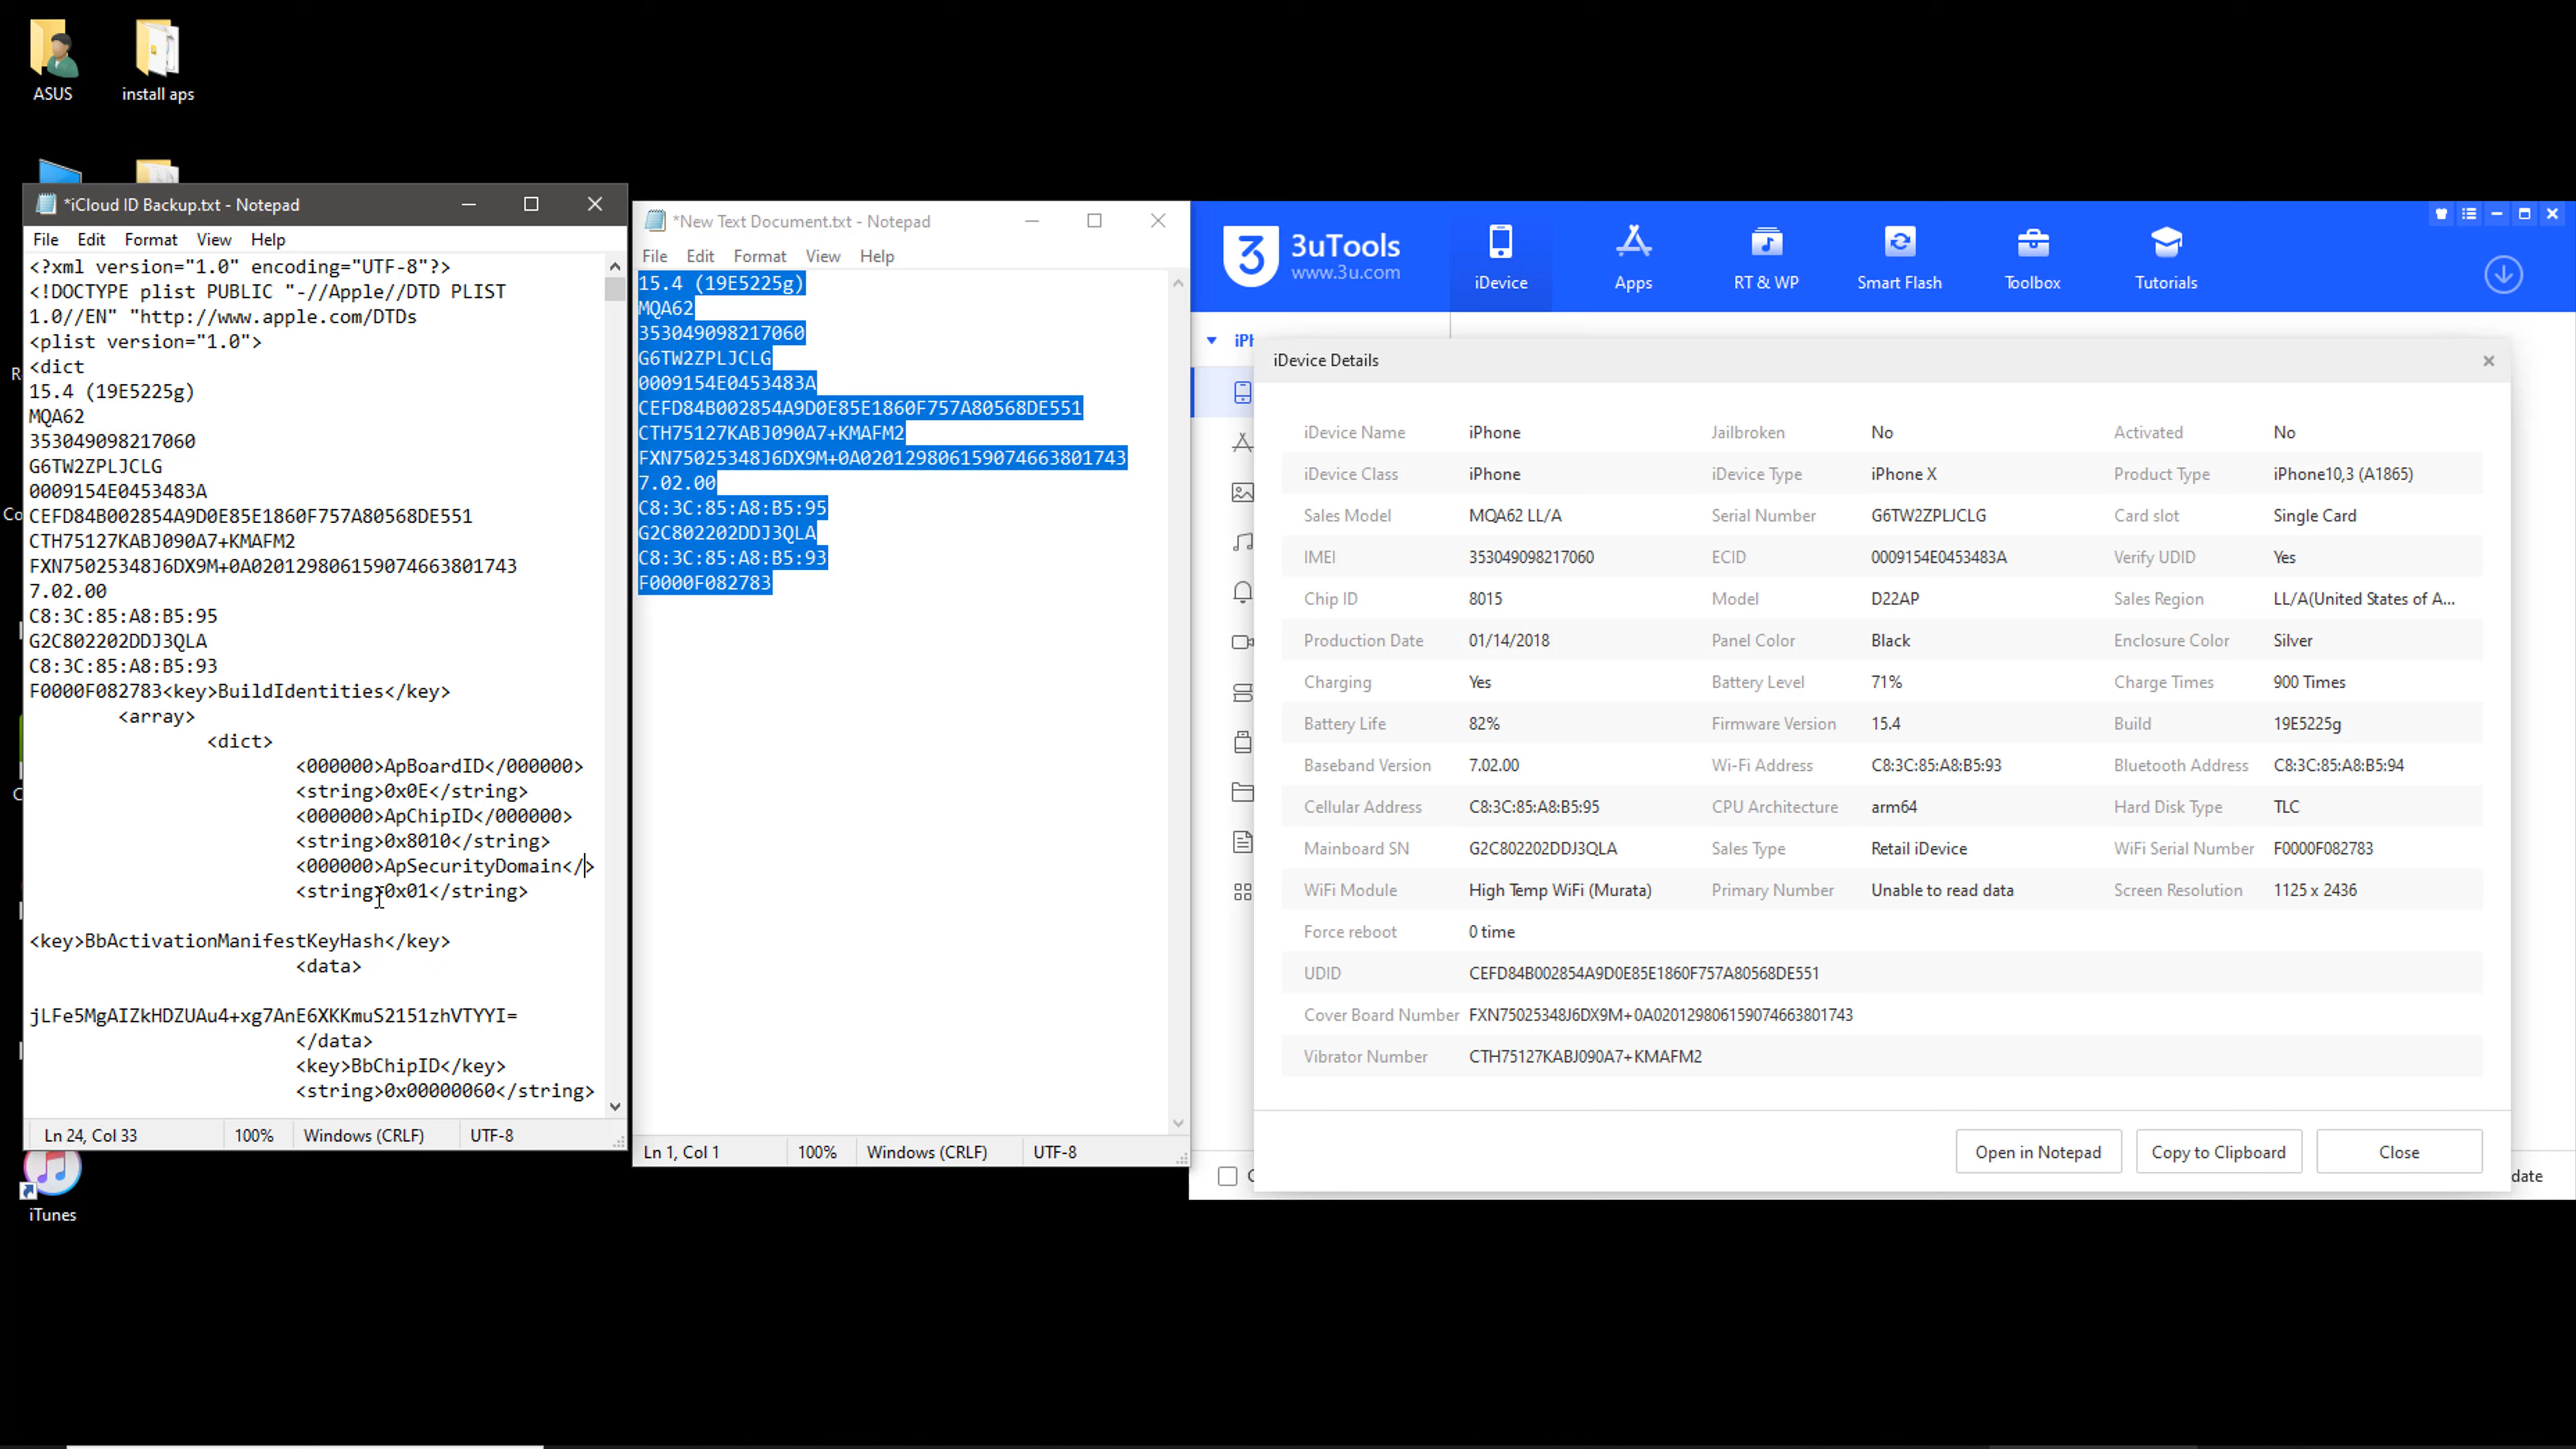 ASUS
install aps
*iCloud ID Backup.txt - Notepad
File Edit Format View Help
<?xml version="1.0" encoding="UTF-8"?>
<!DOCTYPE plist PUBLIC "-//Apple//DTD PLIST
1.0//EN" "http://www.apple.com/DTDs
<plist version="1.0">
<dict
15.4 (19E5225g)
MQA62
353049098217060
G6TW2ZPLJCLG
0009154E0453483A
CEFD84B002854A9D0E85E1860F757A80568DE551
CTH75127KABJ090A7+KMAFM2
FXN75025348J6DX9M+0A020129806159074663801743
7.02.00
C8:3C:85:A8:B5:95
G2C802202DDJ3QLA
C8:3C:85:A8:B5:93
F0000F082783<key>BuildIdentities</key>
<array>
<dict>
<000000>ApBoardID</000000>
<string>0x0E</string>
<000000>ApChipID</000000>
<string>0x8010</string>
<000000>ApSecurityDomain</>
<string>0x01</string>
<key>BbActivationManifestKeyHash</key>
<data>
jLFe5MgAIZkHDZUAu4+xg7AnE6XKKmuS2151zhVTYYI=
</data>
<key>BbChipID</key>
<string>0x00000060</string>
Ln 24, Col 33 100% Windows (CRLF) UTF-8
iTunes
*New Text Document.txt - Notepad
File Edit Format View Help
15.4 (19E5225g)
MQA62
353049098217060
G6TW2ZPLJCLG
0009154E0453483A
CEFD84B002854A9D0E85E1860F757A80568DE551
CTH75127KABJ090A7+KMAFM2
FXN75025348J6DX9M+0A020129806159074663801743
7.02.00
C8:3C:85:A8:B5:95
G2C802202DDJ3QLA
C8:3C:85:A8:B5:93
F0000F082783
Ln 1, Col 1 100% Windows (CRLF) UTF-8
3 3uTools
www.3u.com
iDevice Apps RT & WP Smart Flash Toolbox Tutorials
iDevice Details
iDevice Name iPhone Jailbroken No Activated No
iDevice Class iPhone iDevice Type iPhone X Product Type iPhone10,3 (A1865)
Sales Model MQA62 LL/A Serial Number G6TW2ZPLJCLG Card slot Single Card
IMEI 353049098217060 ECID 0009154E0453483A Verify UDID Yes
Chip ID 8015 Model D22AP Sales Region LL/A(United States of A...
Production Date 01/14/2018 Panel Color Black Enclosure Color Silver
Charging Yes Battery Level 71% Charge Times 900 Times
Battery Life 82% Firmware Version 15.4 Build 19E5225g
Baseband Version 7.02.00 Wi-Fi Address C8:3C:85:A8:B5:93 Bluetooth Address C8:3C:85:A8:B5:94
Cellular Address C8:3C:85:A8:B5:95 CPU Architecture arm64 Hard Disk Type TLC
Mainboard SN G2C802202DDJ3QLA Sales Type Retail iDevice WiFi Serial Number F0000F082783
WiFi Module High Temp WiFi (Murata) Primary Number Unable to read data Screen Resolution 1125 x 2436
Force reboot 0 time
UDID CEFD84B002854A9D0E85E1860F757A80568DE551
Cover Board Number FXN75025348J6DX9M+0A020129806159074663801743
Vibrator Number CTH75127KABJ090A7+KMAFM2
Open in Notepad Copy to Clipboard Close